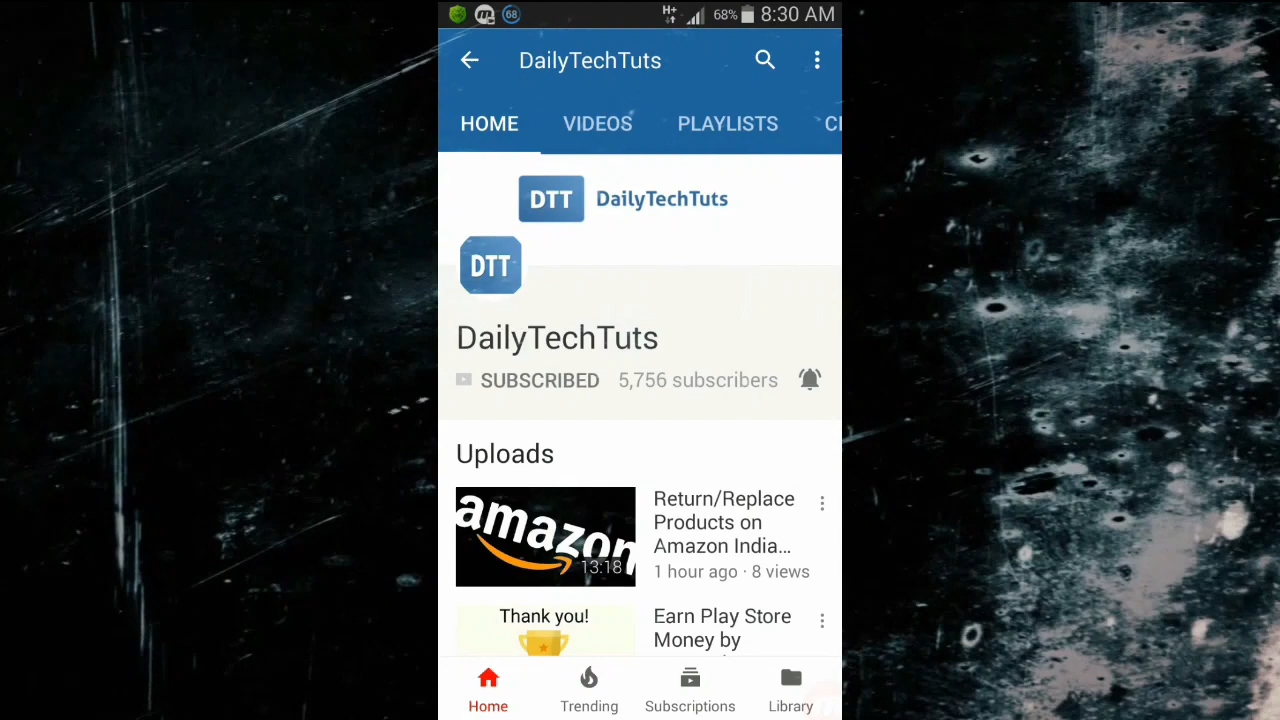 68 H+ 68% 8:30 AM
DailyTechTuts
HOME VIDEOS PLAYLISTS
DTT DailyTechTuts
DTT
DailyTechTuts
SUBSCRIBED 5,756 subscribers
Uploads
amazon
13:18
Return/Replace
Products on
Amazon India...
1 hour ago · 8 views
Thank you!
Earn Play Store
Money by
Home Trending Subscriptions Library